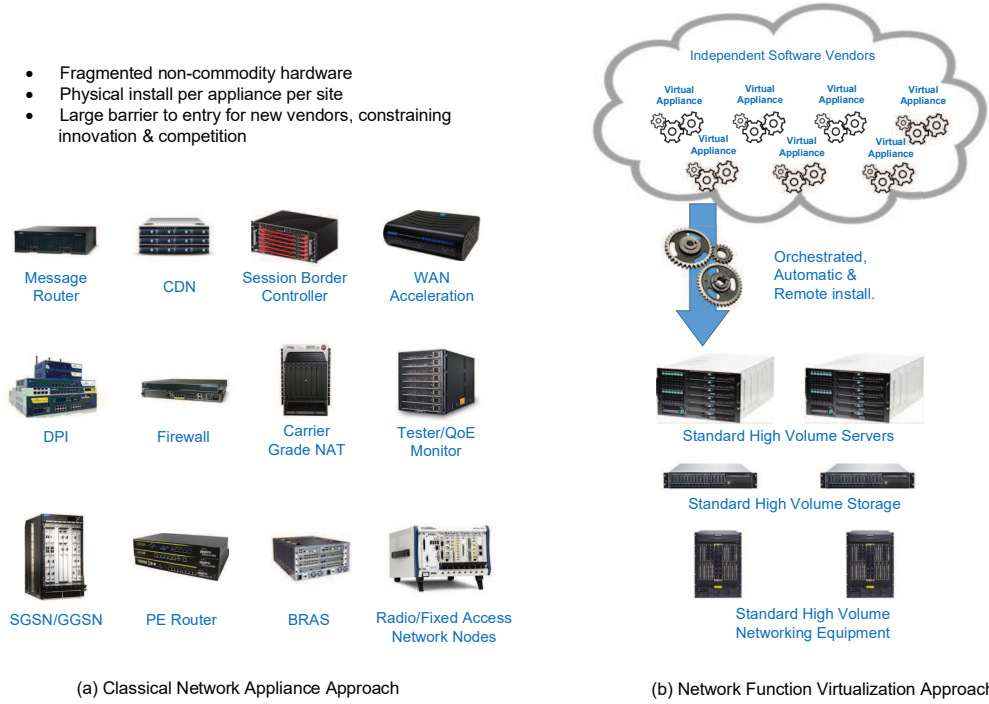 • Fragmented non-commodity hardware
• Physical install per appliance per site
• Large barrier to entry for new vendors, constraining
innovation & competition
Message
Router
CDN
Session Border
Controller
WAN
Acceleration
DPI
Firewall
Carrier
Grade NAT
Tester/QoE
Monitor
SGSN/GGSN
PE Router
BRAS
Radio/Fixed Access
Network Nodes
(a) Classical Network Appliance Approach
Independent Software Vendors
Virtual
Appliance
Virtual
Appliance
Virtual
Appliance
Virtual
Appliance
Virtual
Appliance
Virtual
Appliance
Virtual
Appliance
Orchestrated,
Automatic &
Remote install.
Standard High Volume Servers
Standard High Volume Storage
Standard High Volume
Networking Equipment
(b) Network Function Virtualization Approach